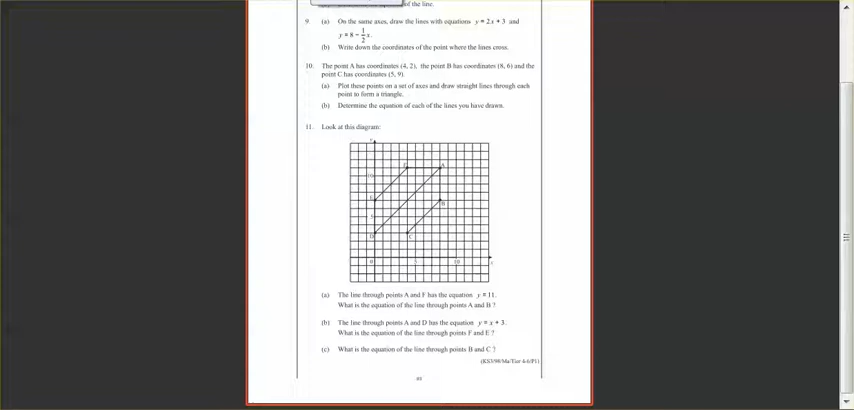 of the line.
9. (a) On the same axes, draw the lines with equations y = 2x + 3 and
y = 8 − 1/2 x.
(b) Write down the coordinates of the point where the lines cross.
10. The point A has coordinates (4, 2), the point B has coordinates (8, 6) and the
point C has coordinates (5, 9).
(a) Plot these points on a set of axes and draw straight lines through each
point to form a triangle.
(b) Determine the equation of each of the lines you have drawn.
11. Look at this diagram:
y
F A
10
E B
5
D C
0 5 10 x
(a) The line through points A and F has the equation y = 11.
What is the equation of the line through points A and B ?
(b) The line through points A and D has the equation y = x + 3.
What is the equation of the line through points F and E ?
(c) What is the equation of the line through points B and C ?
(KS3/98/Ma/Tier 4-6/P1)